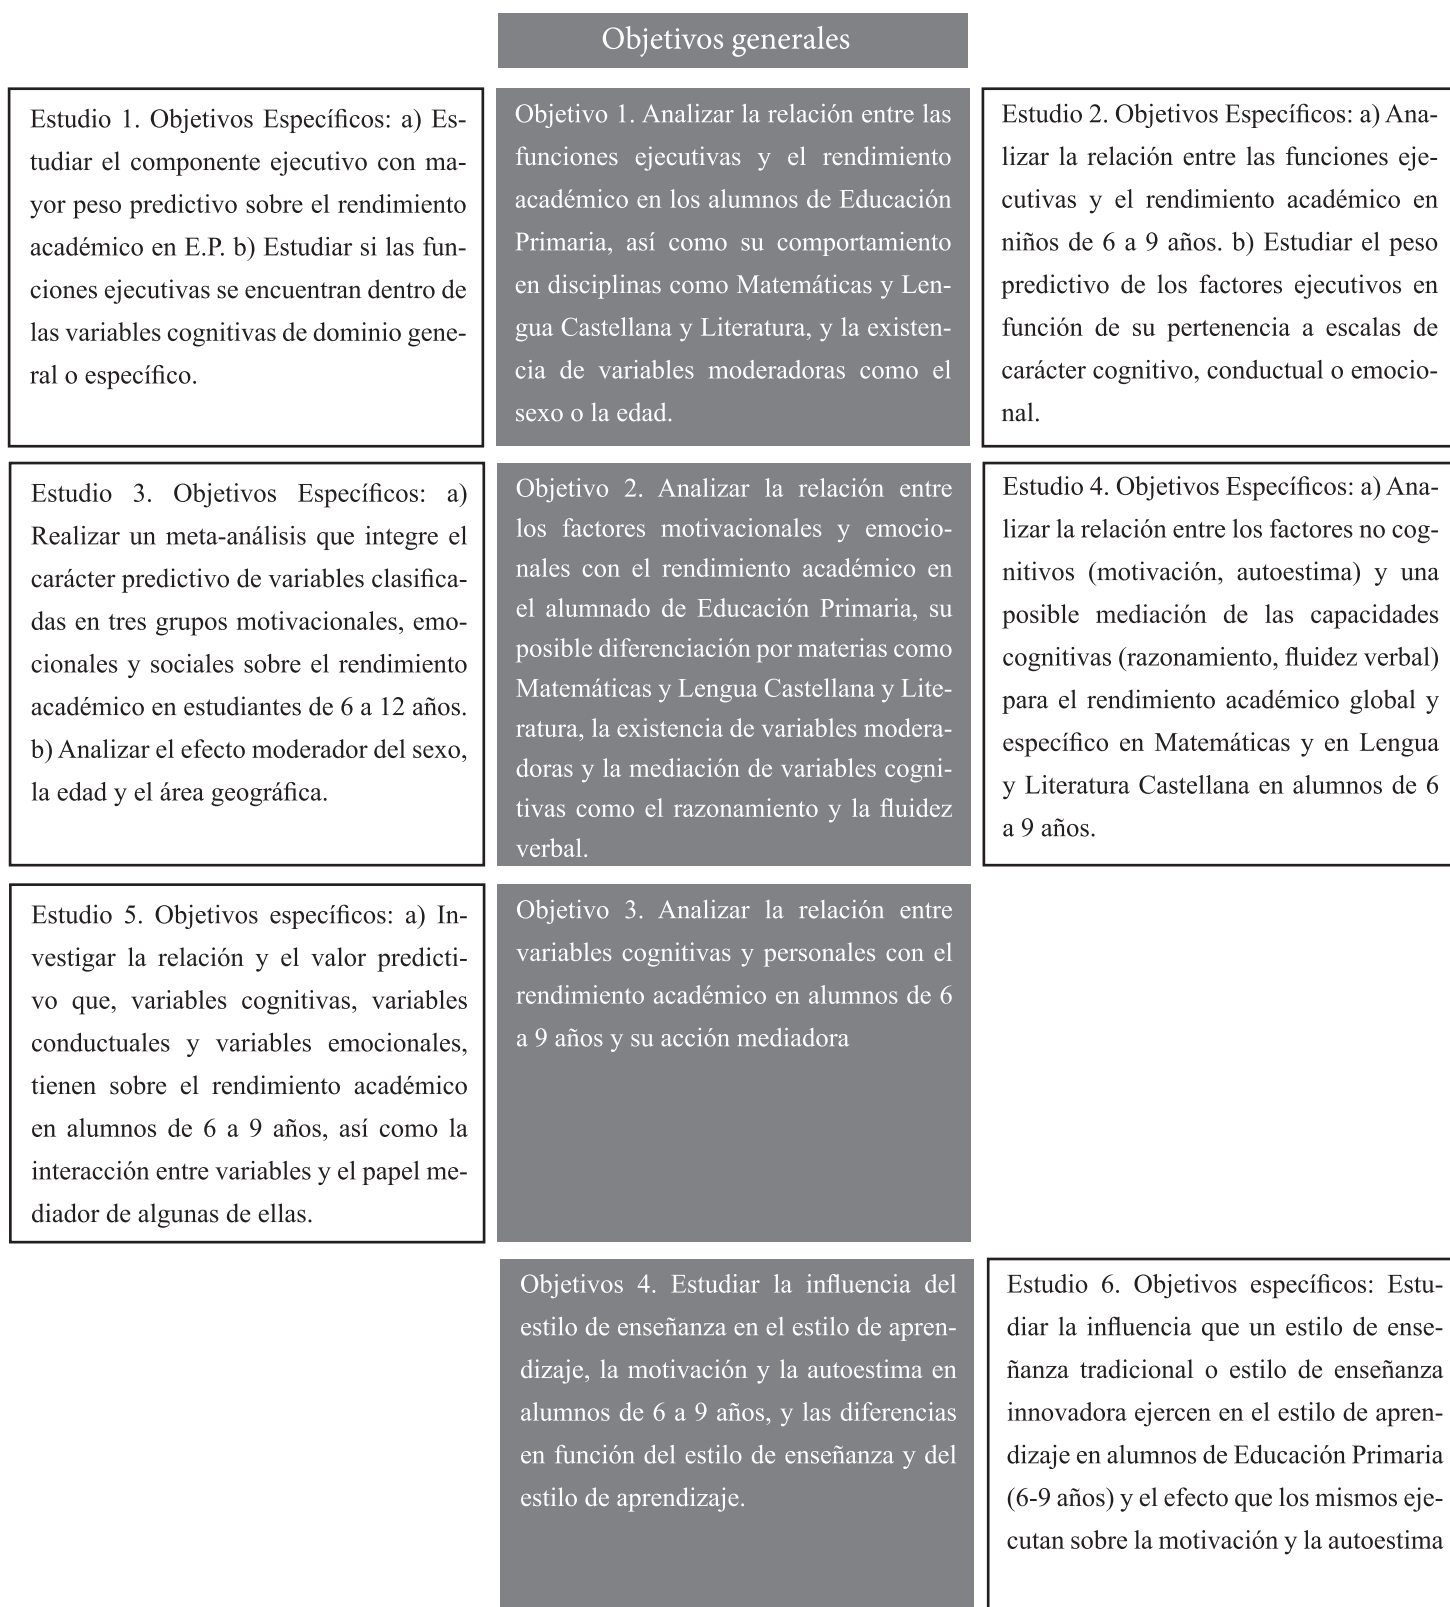 Objetivos generales
Estudio 1. Objetivos Específicos: a) Es-
tudiar el componente ejecutivo con ma-
yor peso predictivo sobre el rendimiento
académico en E.P. b) Estudiar si las fun-
ciones ejecutivas se encuentran dentro de
las variables cognitivas de dominio gene-
ral o específico.
Objetivo 1. Analizar la relación entre las
funciones ejecutivas y el rendimiento
académico en los alumnos de Educación
Primaria, así como su comportamiento
en disciplinas como Matemáticas y Len-
gua Castellana y Literatura, y la existen-
cia de variables moderadoras como el
sexo o la edad.
Estudio 2. Objetivos Específicos: a) Ana-
lizar la relación entre las funciones eje-
cutivas y el rendimiento académico en
niños de 6 a 9 años. b) Estudiar el peso
predictivo de los factores ejecutivos en
función de su pertenencia a escalas de
carácter cognitivo, conductual o emocio-
nal.
Estudio 3. Objetivos Específicos: a)
Realizar un meta-análisis que integre el
carácter predictivo de variables clasifica-
das en tres grupos motivacionales, emo-
cionales y sociales sobre el rendimiento
académico en estudiantes de 6 a 12 años.
b) Analizar el efecto moderador del sexo,
la edad y el área geográfica.
Objetivo 2. Analizar la relación entre
los factores motivacionales y emocio-
nales con el rendimiento académico en
el alumnado de Educación Primaria, su
posible diferenciación por materias como
Matemáticas y Lengua Castellana y Lite-
ratura, la existencia de variables modera-
doras y la mediación de variables cogni-
tivas como el razonamiento y la fluidez
verbal.
Estudio 4. Objetivos Específicos: a) Ana-
lizar la relación entre los factores no cog-
nitivos (motivación, autoestima) y una
posible mediación de las capacidades
cognitivas (razonamiento, fluidez verbal)
para el rendimiento académico global y
específico en Matemáticas y en Lengua
y Literatura Castellana en alumnos de 6
a 9 años.
Estudio 5. Objetivos específicos: a) In-
vestigar la relación y el valor predicti-
vo que, variables cognitivas, variables
conductuales y variables emocionales,
tienen sobre el rendimiento académico
en alumnos de 6 a 9 años, así como la
interacción entre variables y el papel me-
diador de algunas de ellas.
Objetivo 3. Analizar la relación entre
variables cognitivas y personales con el
rendimiento académico en alumnos de 6
a 9 años y su acción mediadora
Objetivos 4. Estudiar la influencia del
estilo de enseñanza en el estilo de apren-
dizaje, la motivación y la autoestima en
alumnos de 6 a 9 años, y las diferencias
en función del estilo de enseñanza y del
estilo de aprendizaje.
Estudio 6. Objetivos específicos: Estu-
diar la influencia que un estilo de ense-
ñanza tradicional o estilo de enseñanza
innovadora ejercen en el estilo de apren-
dizaje en alumnos de Educación Primaria
(6-9 años) y el efecto que los mismos eje-
cutan sobre la motivación y la autoestima